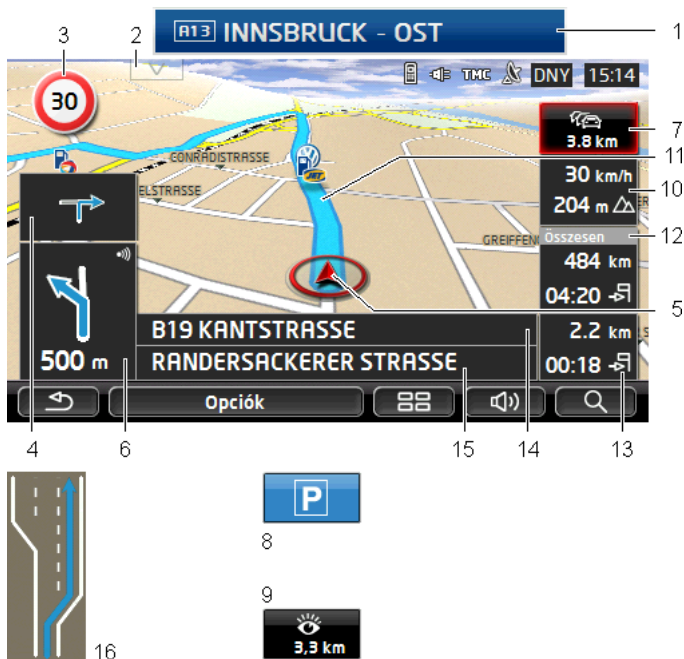 A13 INNSBRUCK - OST
1
3
2
TMC DNY 15:14
30
7
3.8 km
11
CONRADISTRASSE
JET
30 km/h
10
ELSTRASSE
204 m
ER
GREIFFEN
Összesen
12
484 km
04:20
5
B19 KANTSTRASSE
2.2 km
500 m
RANDERSACKERER STRASSE
00:18
Opciók
4
6
15
14
13
P
8
9
3,3 km
16